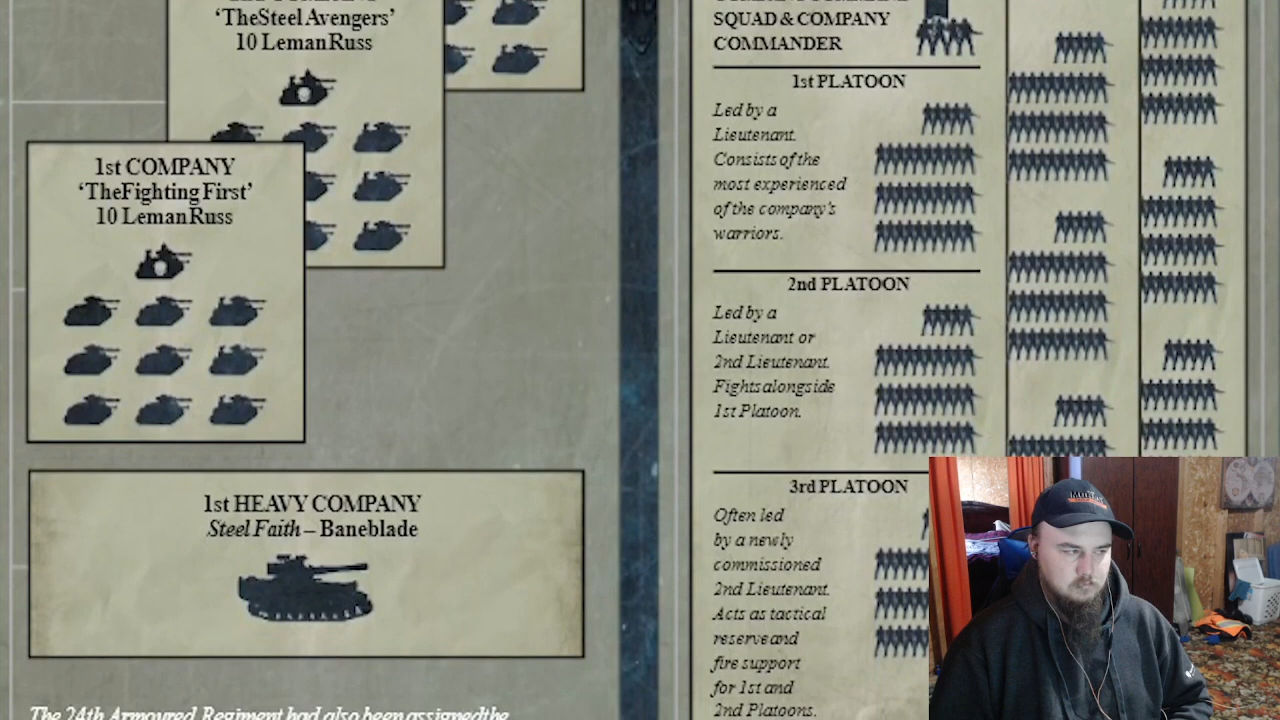 'TheSteel Avengers'
10 LemanRuss
1st COMPANY
'TheFighting First'
10 LemanRuss
1st HEAVY COMPANY
Steel Faith – Baneblade
The 24th Armoured Regiment had also been assigned the
SQUAD & COMPANY
COMMANDER
1st PLATOON
Led by a
Lieutenant.
Consists of the
most experienced
of the company's
warriors.
2nd PLATOON
Led by a
Lieutenant or
2nd Lieutenant.
Fights alongside
1st Platoon.
3rd PLATOON
Often led
by a newly
commissioned
2nd Lieutenant.
Acts as tactical
reserve and
fire support
for 1st and
2nd Platoons.